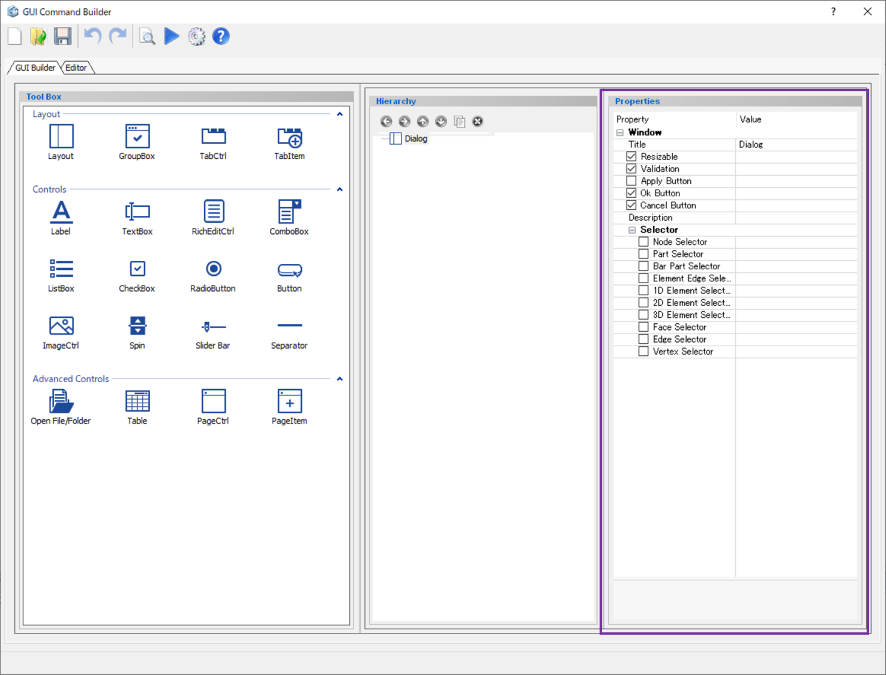 GUI Command Builder
?
GUI Builder
Editor
Tool Box
Layout
Layout
GroupBox
TabCtrl
TabItem
Controls
Label
TextBox
RichEditCtrl
ComboBox
ListBox
CheckBox
RadioButton
Button
ImageCtrl
Spin
Slider Bar
Separator
Advanced Controls
Open File/Folder
Table
PageCtrl
PageItem
Hierarchy
Dialog
Properties
Property Value
Window
Title Dialog
Resizable
Validation
Apply Button
Ok Button
Cancel Button
Description
Selector
Node Selector
Part Selector
Bar Part Selector
Element Edge Sele...
1D Element Select...
2D Element Select...
3D Element Select...
Face Selector
Edge Selector
Vertex Selector